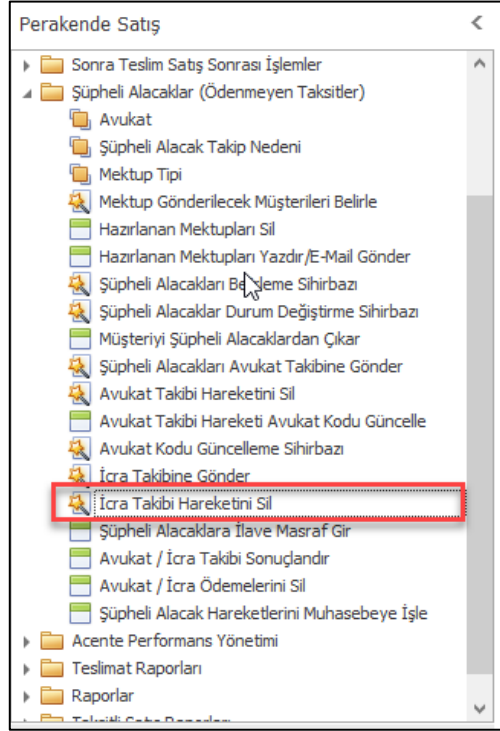 Perakende Satış
Sonra Teslim Satış Sonrası İşlemler
Şüpheli Alacaklar (Ödenmeyen Taksitler)
Avukat
Şüpheli Alacak Takip Nedeni
Mektup Tipi
Mektup Gönderilecek Müşterileri Belirle
Hazırlanan Mektupları Sil
Hazırlanan Mektupları Yazdır/E-Mail Gönder
Şüpheli Alacakları Sihirbazı
Şüpheli Alacaklar Durum Değiştirme Sihirbazı
Müşteriyi Şüpheli Alacaklardan Çıkar
Şüpheli Alacakları Avukat Takibine Gönder
Avukat Takibi Hareketini Sil
Avukat Takibi Hareketi Avukat Kodu Güncelle
Avukat Kodu Güncelleme Sihirbazı
İcra Takibine Gönder
İcra Takibi Hareketini Sil
Şüpheli Alacaklara İlave Masraf Gir
Avukat / İcra Takibi Sonuçlandır
Avukat / İcra Ödemelerini Sil
Şüpheli Alacak Hareketlerini Muhasebeye İşle
Acente Performans Yönetimi
Teslimat Raporları
Raporlar